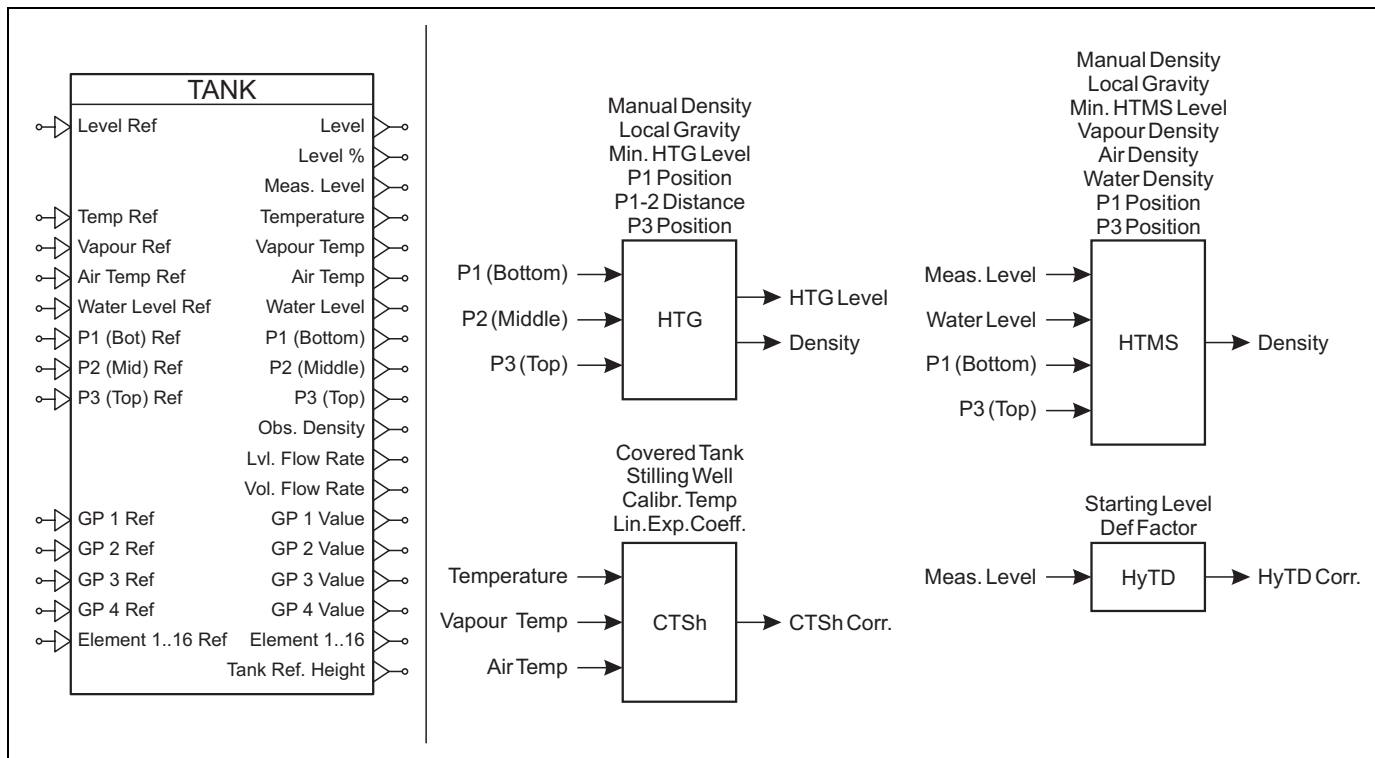 TANK
Level Ref Level
Level %
Meas. Level
Temp Ref Temperature
Vapour Ref Vapour Temp
Air Temp Ref Air Temp
Water Level Ref Water Level
P1 (Bot) Ref P1 (Bottom)
P2 (Mid) Ref P2 (Middle)
P3 (Top) Ref P3 (Top)
Obs. Density
Lvl. Flow Rate
Vol. Flow Rate
GP 1 Ref GP 1 Value
GP 2 Ref GP 2 Value
GP 3 Ref GP 3 Value
GP 4 Ref GP 4 Value
Element 1..16 Ref Element 1..16
Tank Ref. Height
Manual Density
Local Gravity
Min. HTG Level
P1 Position
P1-2 Distance
P3 Position
P1 (Bottom)
P2 (Middle)
P3 (Top)
HTG
HTG Level
Density
Manual Density
Local Gravity
Min. HTMS Level
Vapour Density
Air Density
Water Density
P1 Position
P3 Position
Meas. Level
Water Level
P1 (Bottom)
P3 (Top)
HTMS
Density
Covered Tank
Stilling Well
Calibr. Temp
Lin.Exp.Coeff.
Temperature
Vapour Temp
Air Temp
CTSh
CTSh Corr.
Starting Level
Def Factor
Meas. Level
HyTD
HyTD Corr.